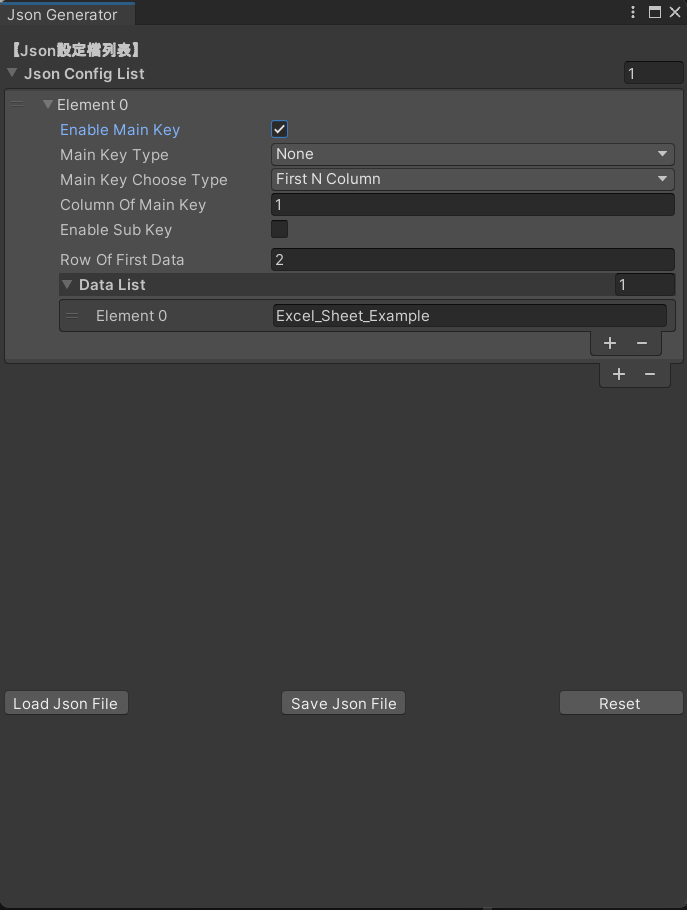 Json Generator
【Json設定檔列表】
Json Config List 1
Element 0
Enable Main Key
Main Key Type None
Main Key Choose Type First N Column
Column Of Main Key 1
Enable Sub Key
Row Of First Data 2
Data List 1
Element 0 Excel_Sheet_Example
Load Json File Save Json File Reset